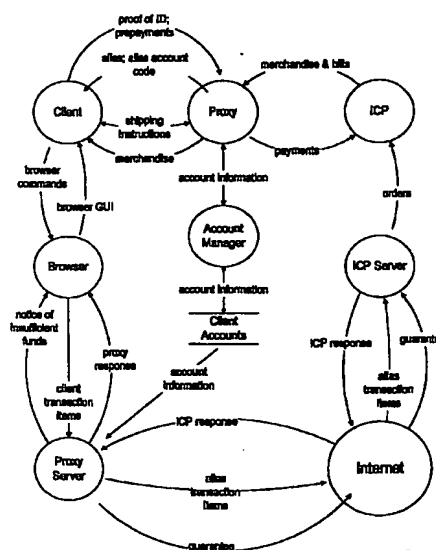 proof of ID;
prepayments
alias; alias account
code
merchandise & bills
Client
Proxy
ICP
shipping
instructions
merchandise
payments
browser
commands
account information
orders
browser GUI
Account
Manager
Browser
ICP Server
account information
notice of
insufficient
funds
Client
Accounts
proxy
response
ICP response
guarantee
account
information
client
transaction
items
alias
transaction
items
ICP response
Proxy
Server
Internet
alias
transaction
items
guarantee